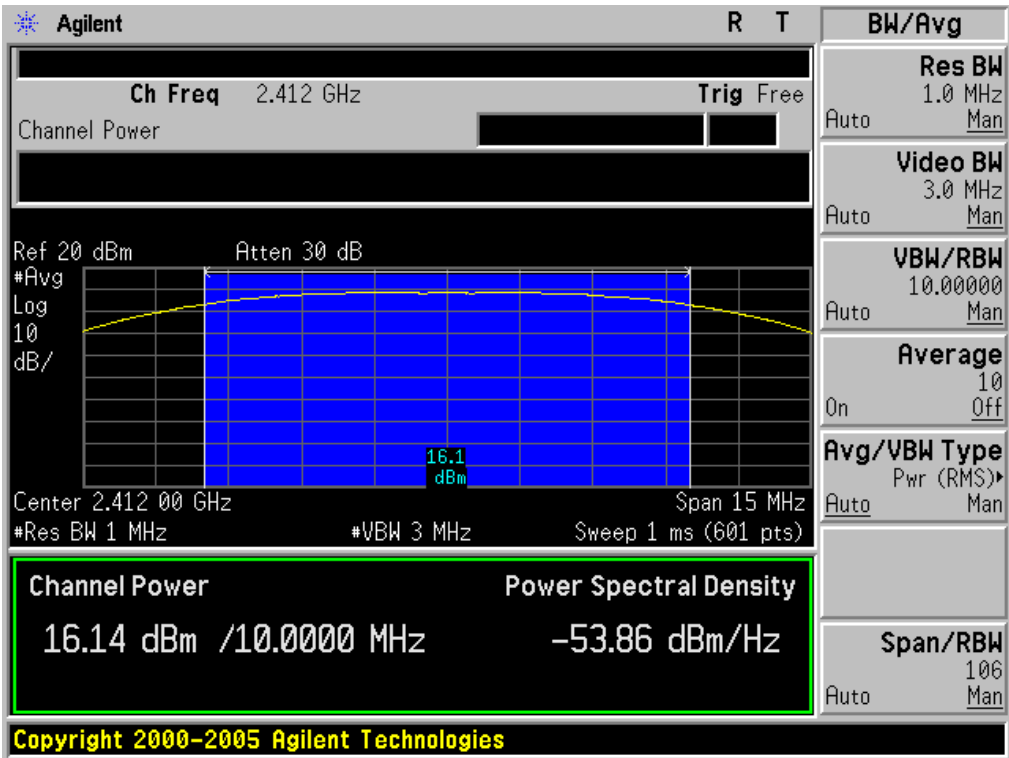 Agilent R T
Ch Freq 2.412 GHz Trig Free
Channel Power
Ref 20 dBm Atten 30 dB
#Avg
Log
10
dB/
16.1
dBm
Center 2.412 00 GHz Span 15 MHz
#Res BW 1 MHz #VBW 3 MHz Sweep 1 ms (601 pts)
Channel Power Power Spectral Density
16.14 dBm /10.0000 MHz -53.86 dBm/Hz
Copyright 2000-2005 Agilent Technologies
BW/Avg
Res BW
1.0 MHz
Auto Man
Video BW
3.0 MHz
Auto Man
VBW/RBW
10.00000
Auto Man
Average
10
On Off
Avg/VBW Type
Pwr (RMS)▸
Auto Man
Span/RBW
106
Auto Man